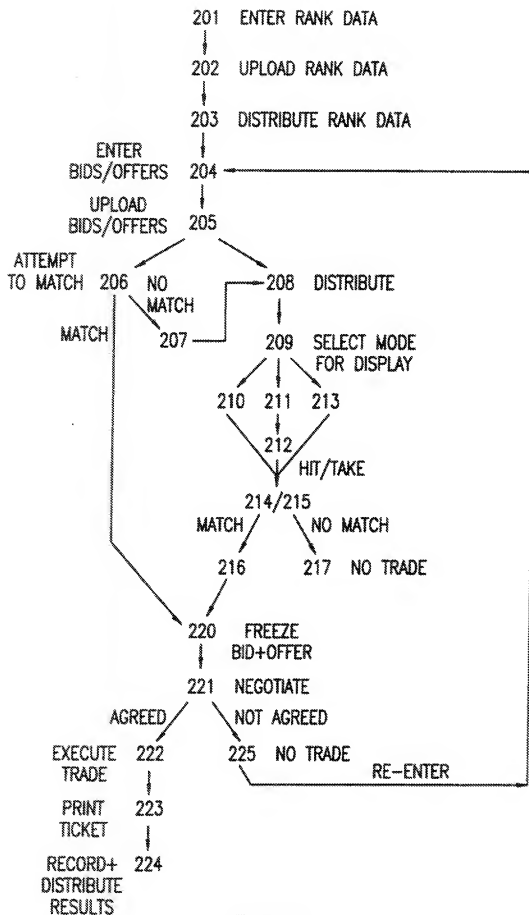 201 ENTER RANK DATA
202 UPLOAD RANK DATA
203 DISTRIBUTE RANK DATA
ENTER
BIDS/OFFERS 204
UPLOAD
BIDS/OFFERS 205
ATTEMPT
TO MATCH 206 NO
MATCH
MATCH
207
208 DISTRIBUTE
209 SELECT MODE
FOR DISPLAY
210 211 213
212
HIT/TAKE
214/215
MATCH NO MATCH
216 217 NO TRADE
220 FREEZE
BID+OFFER
221 NEGOTIATE
AGREED NOT AGREED
EXECUTE 222
TRADE
225 NO TRADE
RE-ENTER
PRINT 223
TICKET
RECORD+ 224
DISTRIBUTE
RESULTS